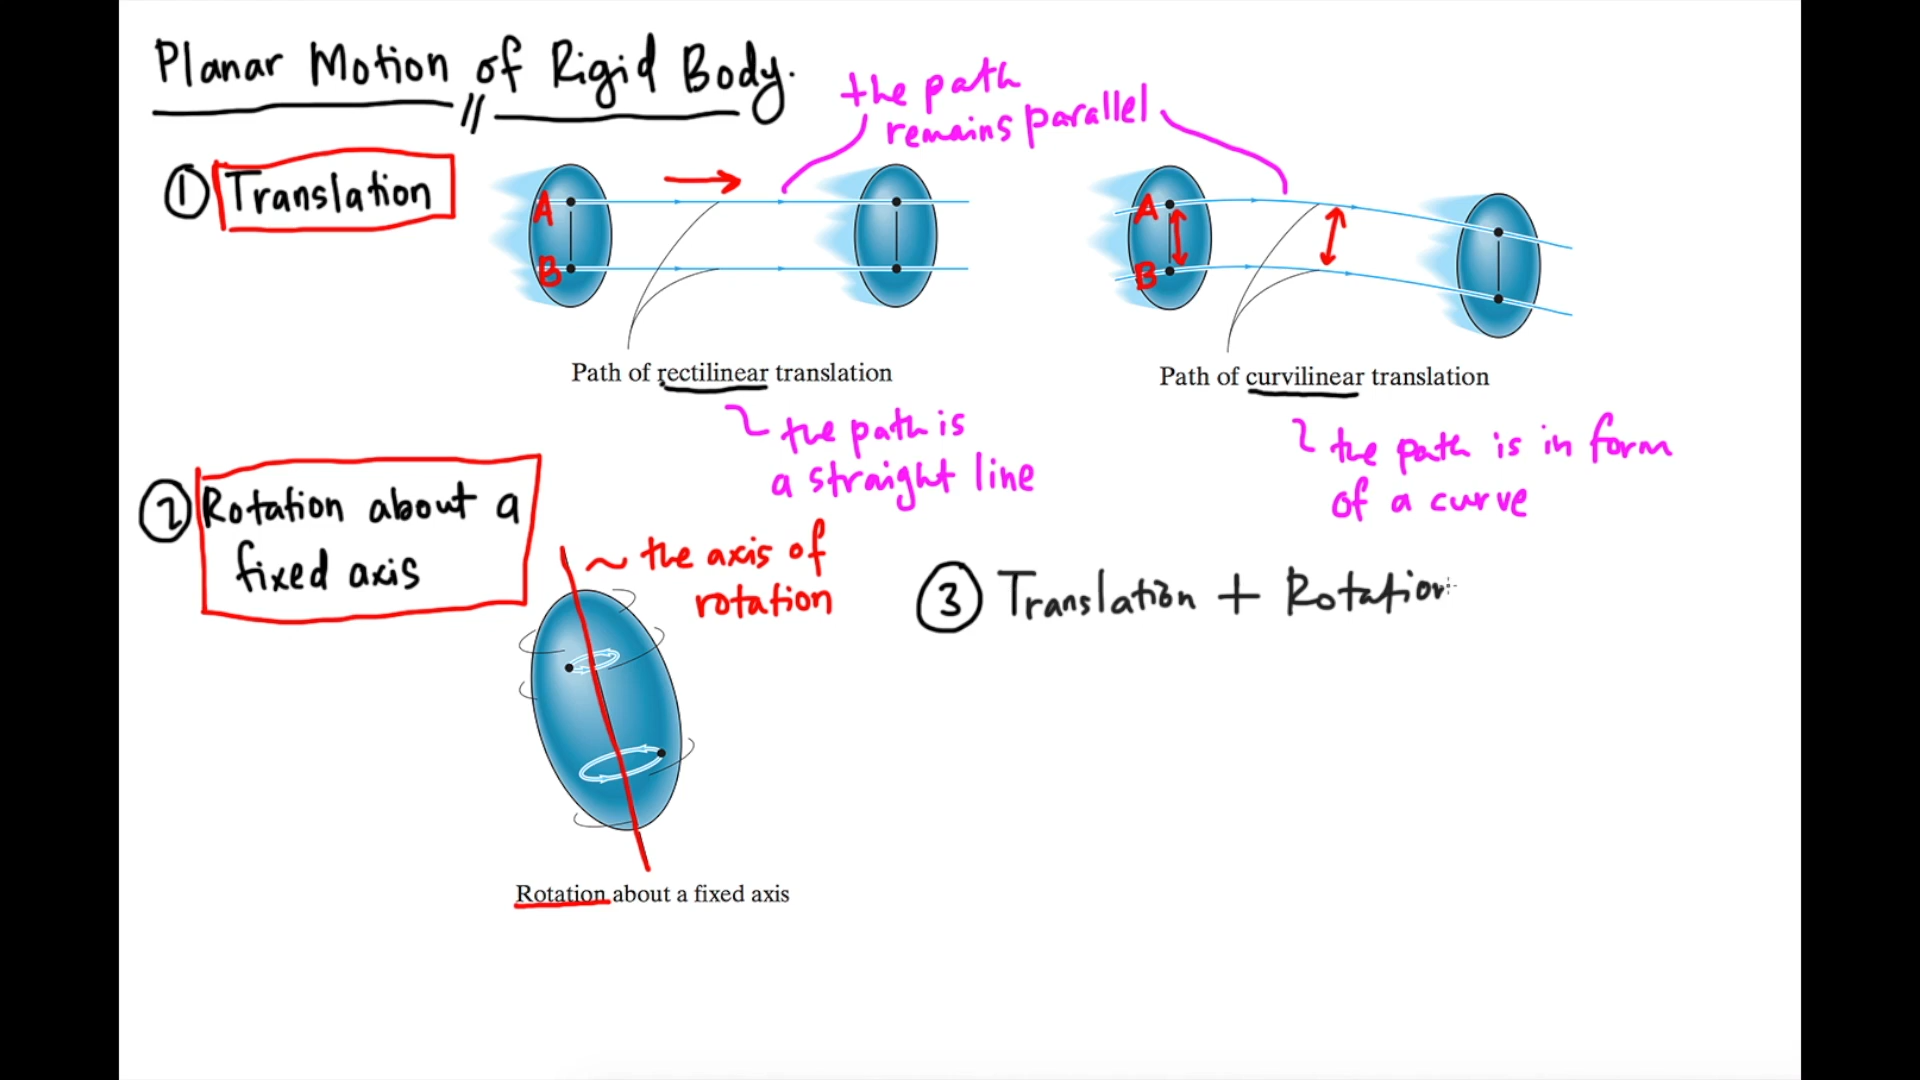 Planar Motion of Rigid Body.
the path
remains parallel
① Translation
A
B
A
B
Path of rectilinear translation
Path of curvilinear translation
the path is
a straight line
the path is in form
of a curve
② Rotation about a
fixed axis
~ the axis of
rotation
③ Translation + Rotation
Rotation about a fixed axis